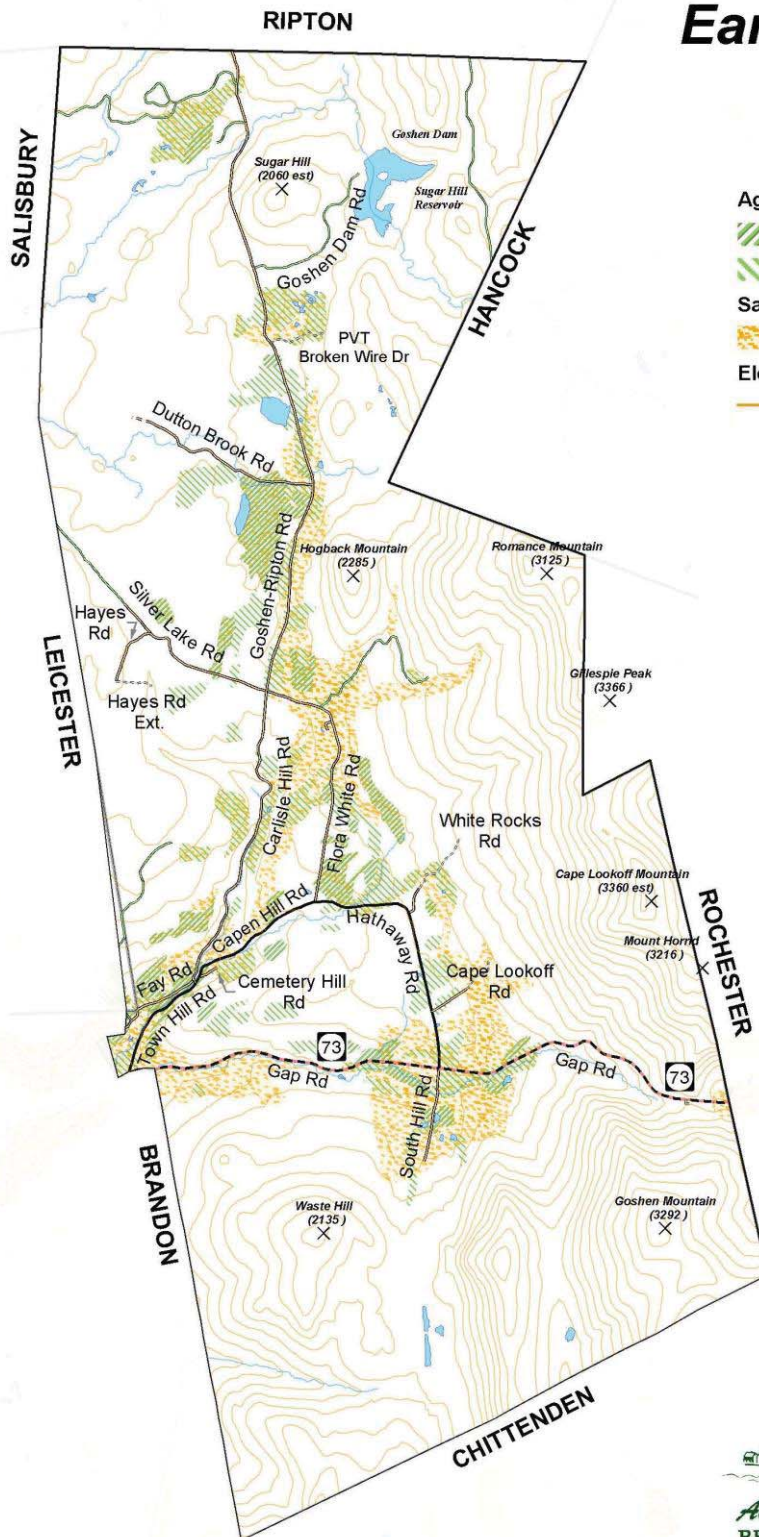 RIPTON
Ear
SALISBURY
Goshen Dam
Sugar Hill
(2060 est)
Sugar Hill
Reservoir
Goshen Dam Rd
HANCOCK
Ag
Sa
Ele
PVT
Broken Wire Dr
Dutton Brook Rd
Goshen-Ripton Rd
Hogback Mountain
(2285 )
Romance Mountain
(3125 )
Silver Lake Rd
Hayes
Rd
LEICESTER
Hayes Rd
Ext.
Gillespie Peak
(3366 )
Carlisle Hill Rd
Flora White Rd
White Rocks
Rd
Cape Lookoff Mountain
(3360 est)
ROCHESTER
Mount Horrid
(3216 )
Capen Hill Rd
Hathaway Rd
Fay Rd
Town Hill Rd
Cemetery Hill
Rd
Cape Lookoff
Rd
73
Gap Rd
Gap Rd
73
South Hill Rd
BRANDON
Waste Hill
(2135 )
Goshen Mountain
(3292 )
CHITTENDEN